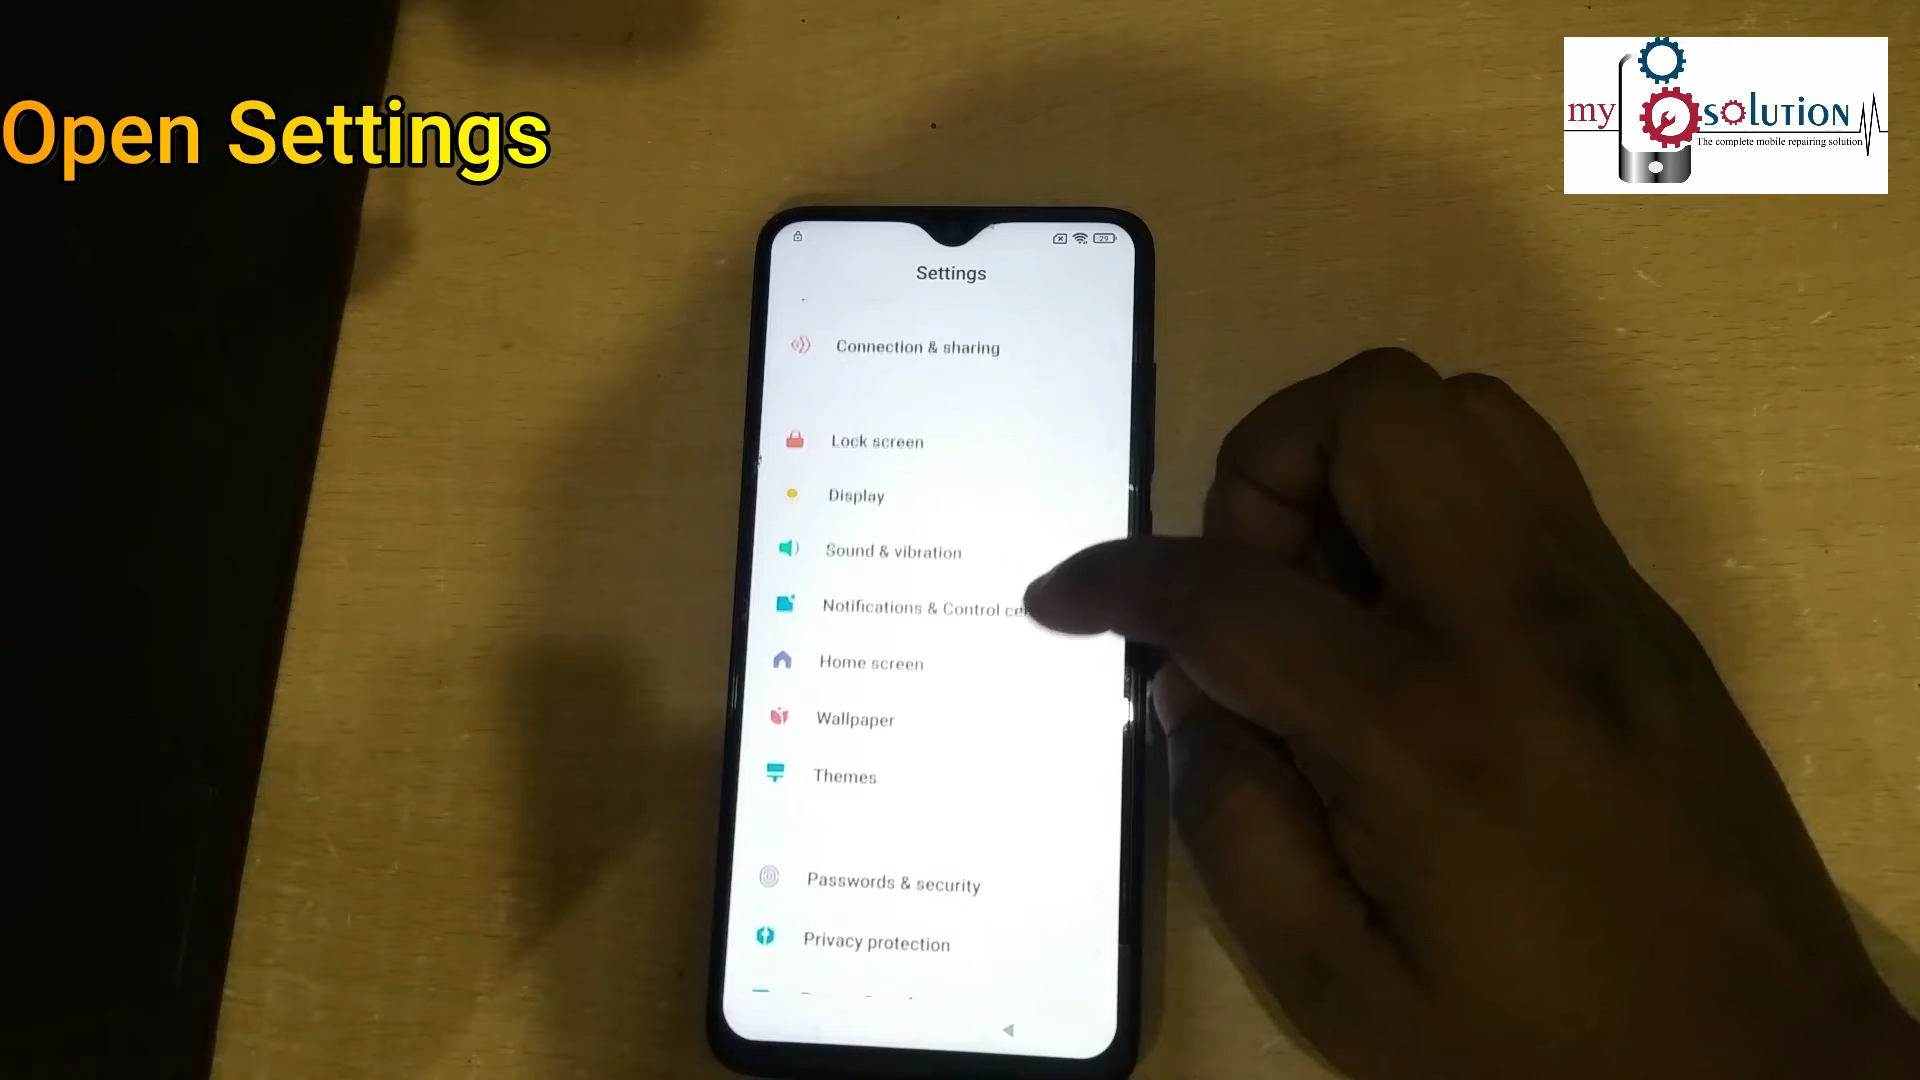 Open Settings
my solution
The complete mobile repairing solution
29
Settings
Connection & sharing
Lock screen
Display
Sound & vibration
Notifications & Control
Home screen
Wallpaper
Themes
Passwords & security
Privacy protection